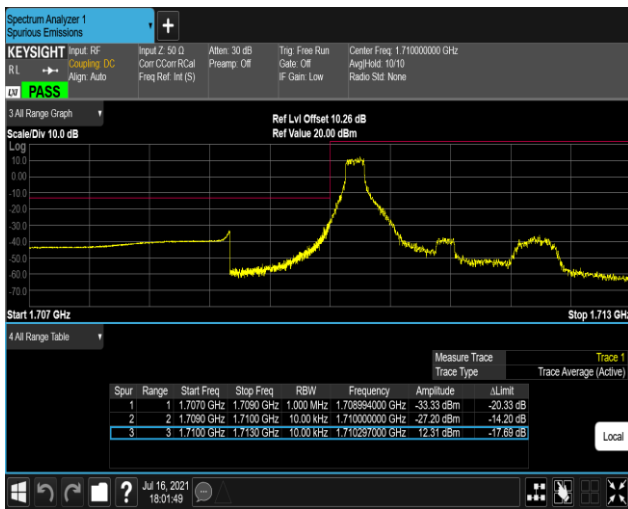 Spectrum Analyzer 1
Spurious Emissions
+
KEYSIGHT Input: RF Input Z: 50 Ω Atten: 30 dB Trig: Free Run Center Freq: 1.710000000 GHz
RL Coupling: DC Corr CCorr RCal Preamp: Off Gate: Off Avg|Hold: 10/10
Align: Auto Freq Ref: Int (S) IF Gain: Low Radio Std: None
LXI PASS
3 All Range Graph
Ref Lvl Offset 10.26 dB
Scale/Div 10.0 dB Ref Value 20.00 dBm
Log
10.0
0.00
-10.0
-20.0
-30.0
-40.0
-50.0
-60.0
-70.0
Start 1.707 GHz Stop 1.713 GHz
4 All Range Table
Measure Trace Trace 1
Trace Type Trace Average (Active)
Spur Range Start Freq Stop Freq RBW Frequency Amplitude ΔLimit
1 1 1.7070 GHz 1.7090 GHz 1.000 MHz 1.708994000 GHz -33.33 dBm -20.33 dB
2 2 1.7090 GHz 1.7100 GHz 10.00 kHz 1.710000000 GHz -27.20 dBm -14.20 dB
3 3 1.7100 GHz 1.7130 GHz 10.00 kHz 1.710297000 GHz 12.31 dBm -17.69 dB
Local
? Jul 16, 2021
18:01:49